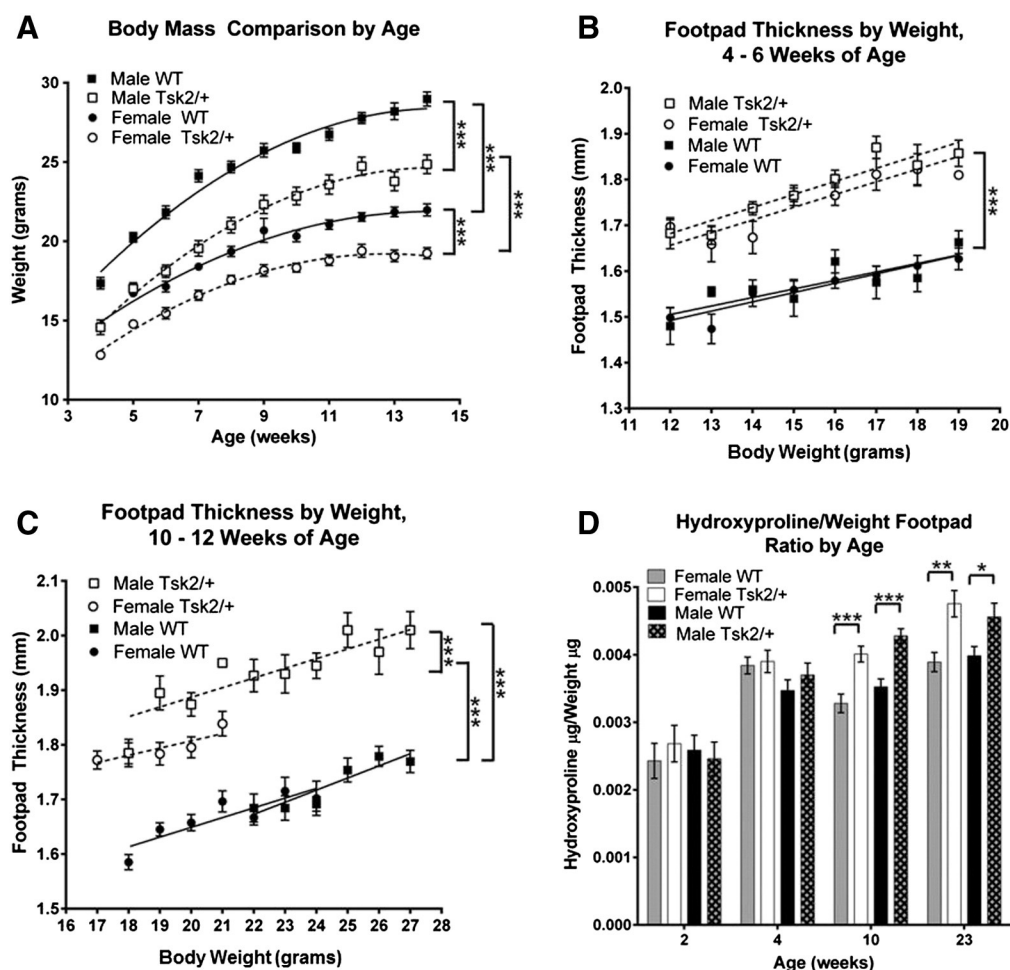 A
Body Mass Comparison by Age
Male WT
Male Tsk2/+
Female WT
Female Tsk2/+
30
25
20
15
10
Weight (grams)
3 5 7 9 11 13 15
Age (weeks)
***
***
***
***
B
Footpad Thickness by Weight,
4 - 6 Weeks of Age
Male Tsk2/+
Female Tsk2/+
Male WT
Female WT
2.0
1.9
1.8
1.7
1.6
1.5
1.4
1.3
Footpad Thickness (mm)
11 12 13 14 15 16 17 18 19 20
Body Weight (grams)
***
C
Footpad Thickness by Weight,
10 - 12 Weeks of Age
Male Tsk2/+
Female Tsk2/+
Male WT
Female WT
2.1
2.0
1.9
1.8
1.7
1.6
1.5
Footpad Thickness (mm)
16 17 18 19 20 21 22 23 24 25 26 27 28
Body Weight (grams)
***
***
***
D
Hydroxyproline/Weight Footpad
Ratio by Age
Female WT
Female Tsk2/+
Male WT
Male Tsk2/+
0.005
0.004
0.003
0.002
0.001
0.000
Hydroxyproline µg/Weight µg
2 4 10 23
Age (weeks)
*** ***
** *